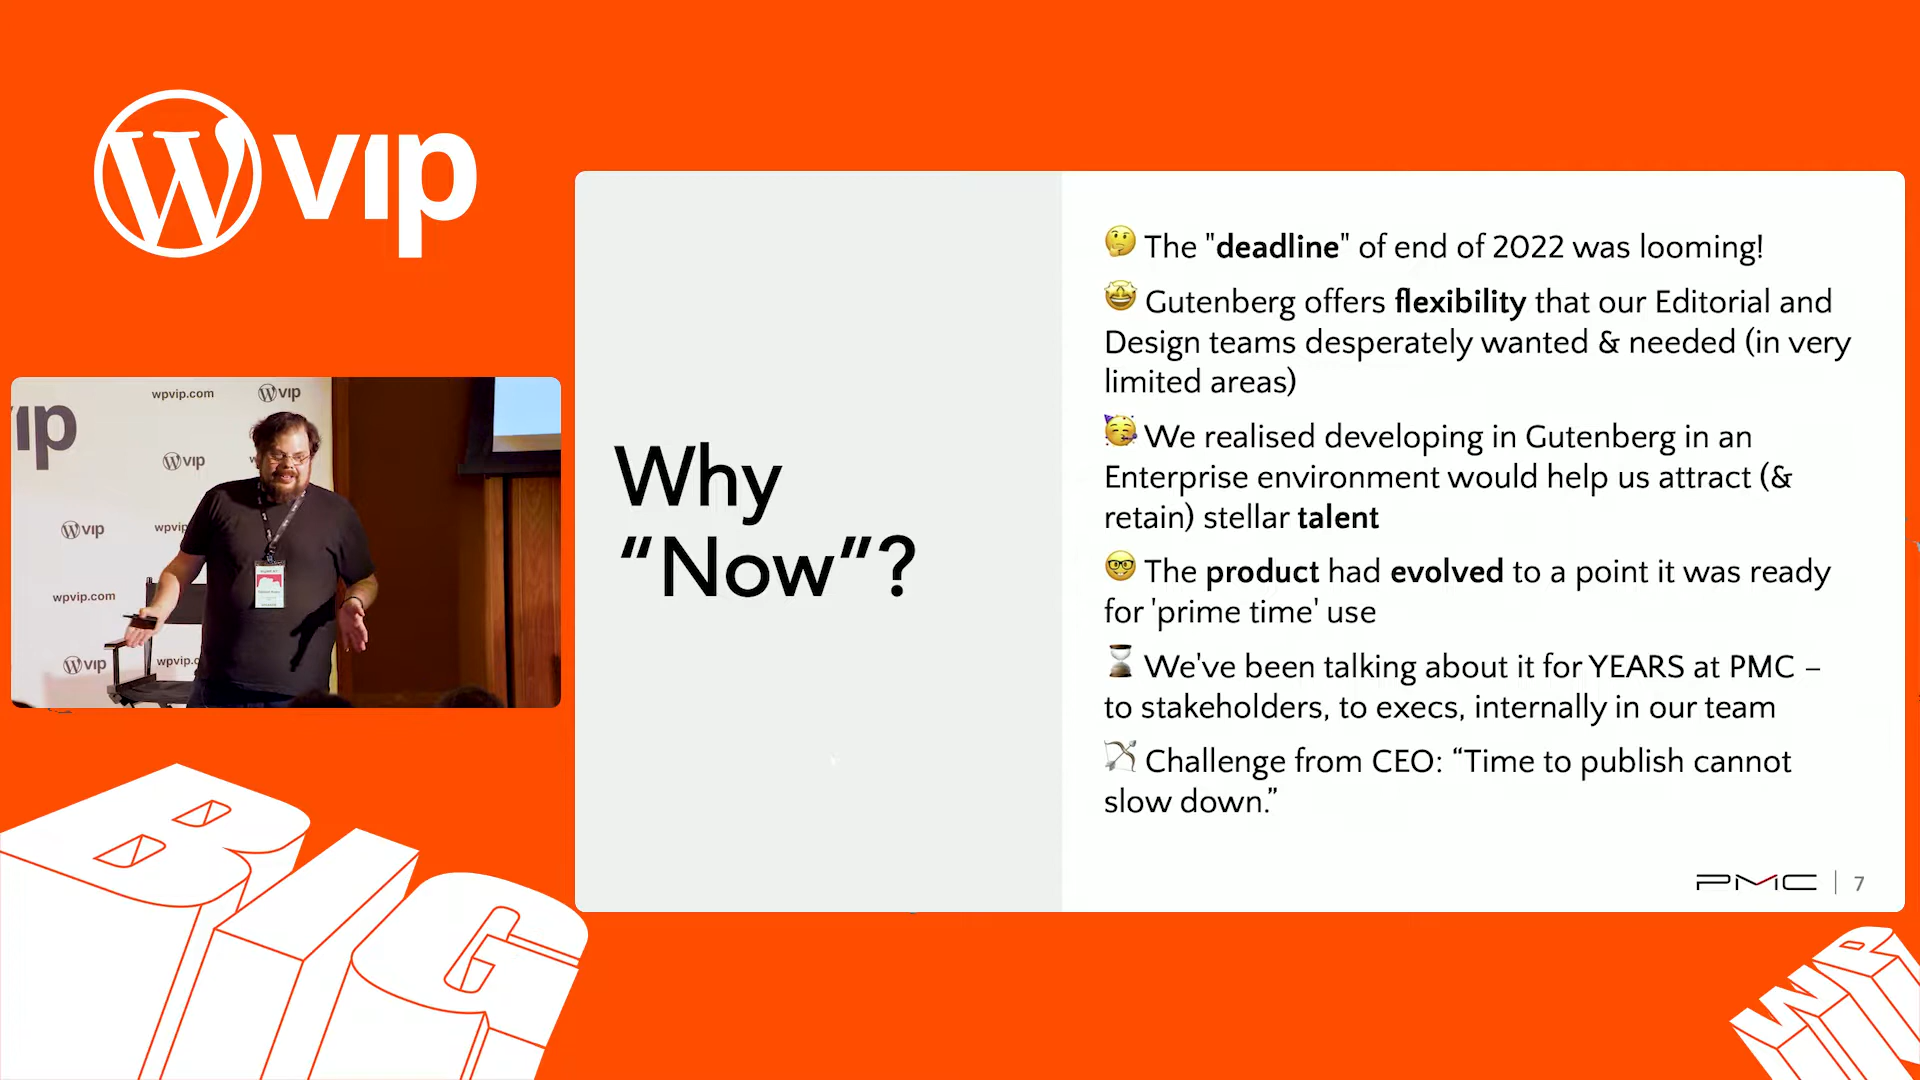 W vip
ıp
wpvip.com
W vip
W vip
W vip
wpvip
wpvip.com
W vip
wpvip.c
Why
“Now”?
🤔 The "deadline" of end of 2022 was looming!
🤩 Gutenberg offers flexibility that our Editorial and
Design teams desperately wanted & needed (in very
limited areas)
🥳 We realised developing in Gutenberg in an
Enterprise environment would help us attract (&
retain) stellar talent
🤓 The product had evolved to a point it was ready
for 'prime time' use
⏳ We've been talking about it for YEARS at PMC –
to stakeholders, to execs, internally in our team
🏹 Challenge from CEO: “Time to publish cannot
slow down.”
PMC | 7
BIG
WP